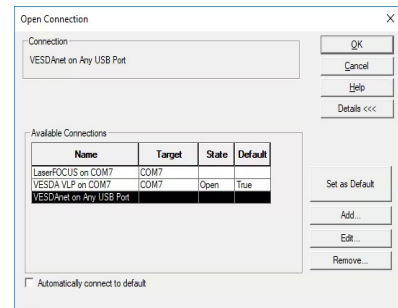 Open Connection
Connection
VESDAnet on Any USB Port
OK
Cancel
Help
Details <<<
Available Connections
Name Target State Default
LaserFOCUS on COM7 COM7
VESDA VLP on COM7 COM7 Open True
VESDAnet on Any USB Port
Set as Default
Add...
Edit...
Remove...
Automatically connect to default